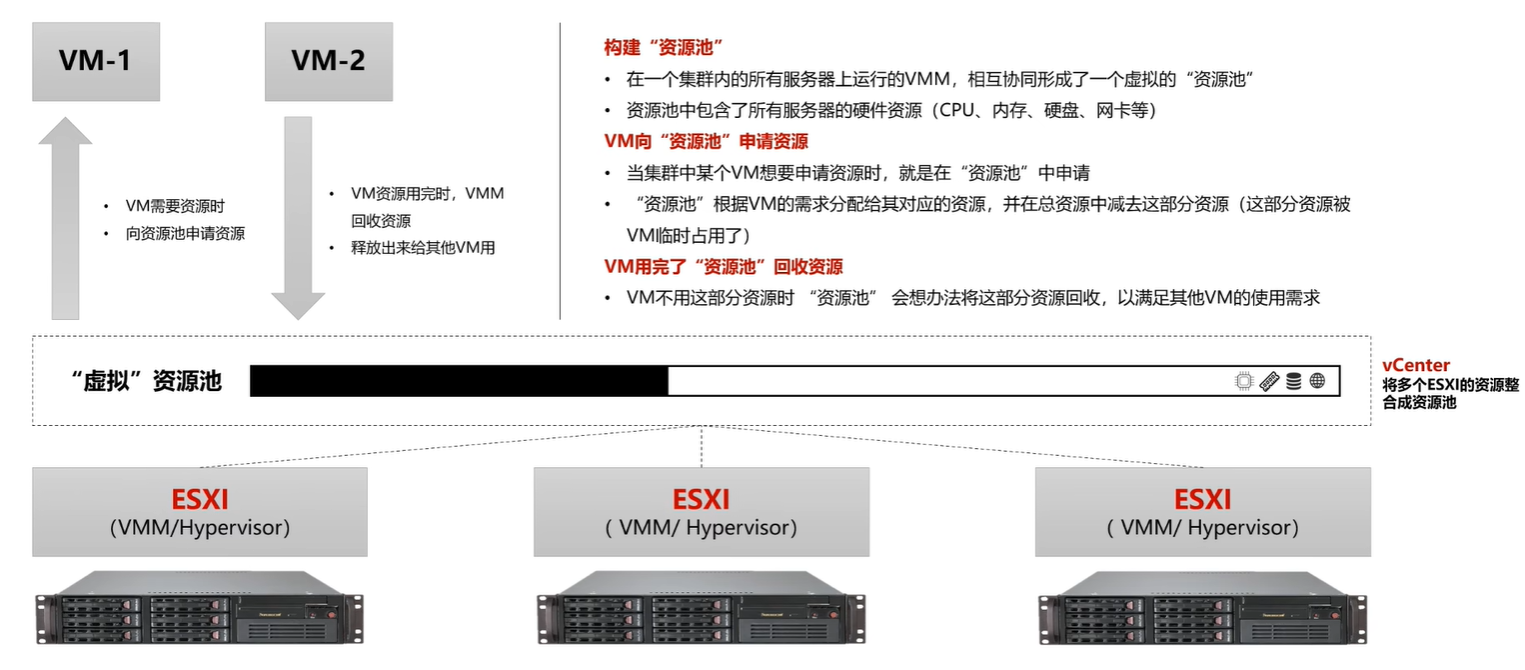 VM-1
VM-2
VM需要资源时
向资源池申请资源
VM资源用完时，VMM
回收资源
释放出来给其他VM用
构建“资源池”
在一个集群内的所有服务器上运行的VMM，相互协同形成了一个虚拟的“资源池”
资源池中包含了所有服务器的硬件资源（CPU、内存、硬盘、网卡等）
VM向“资源池”申请资源
当集群中某个VM想要申请资源时，就是在“资源池”中申请
“资源池”根据VM的需求分配给其对应的资源，并在总资源中减去这部分资源（这部分资源被
VM临时占用了）
VM用完了“资源池”回收资源
VM不用这部分资源时 “资源池” 会想办法将这部分资源回收，以满足其他VM的使用需求
“虚拟”资源池
vCenter
将多个ESXI的资源整
合成资源池
ESXI
（VMM/Hypervisor）
ESXI
（ VMM/ Hypervisor）
ESXI
（ VMM/ Hypervisor）